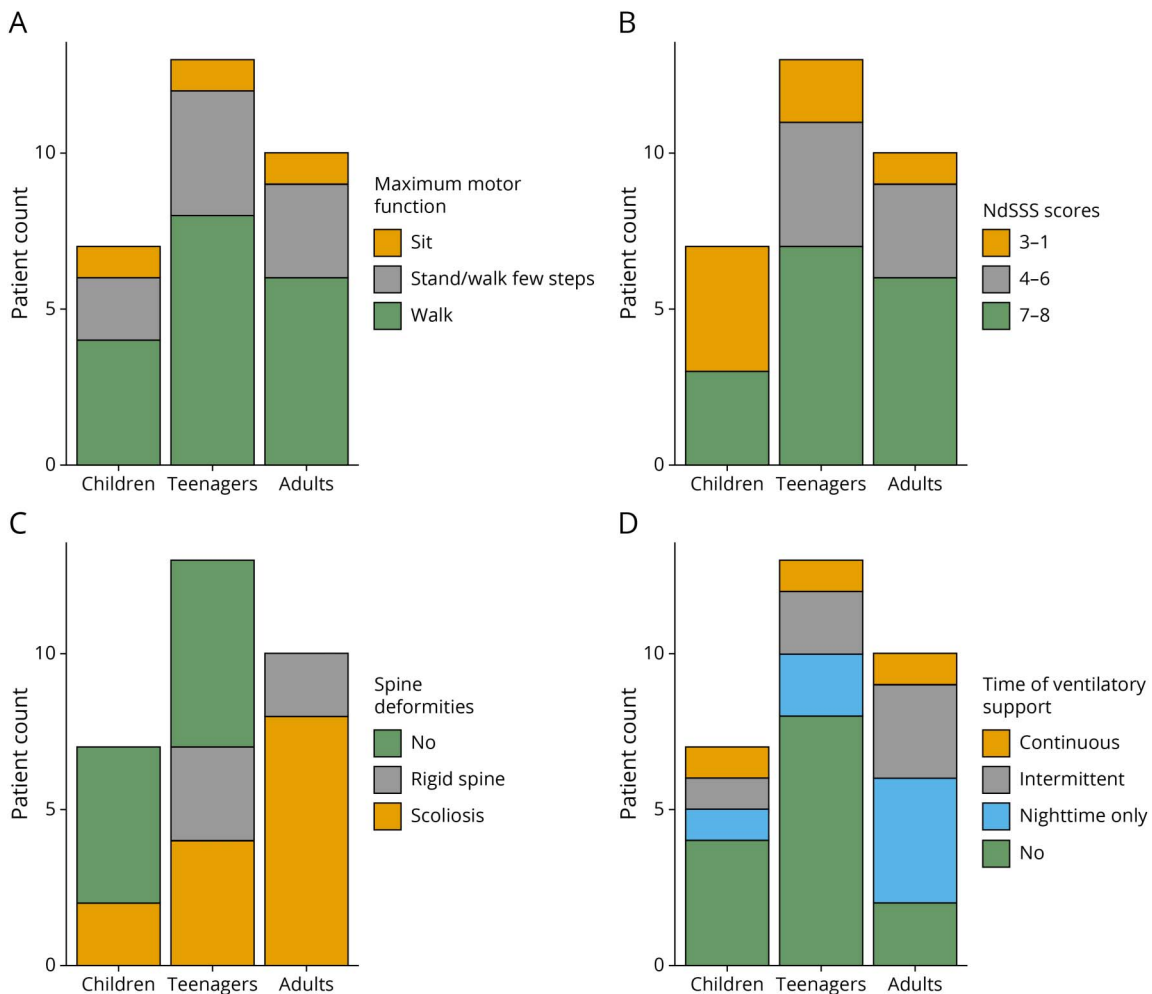 A
Patient count
10
5
0
Children Teenagers Adults
Maximum motor
function
Sit
Stand/walk few steps
Walk
B
Patient count
10
5
0
Children Teenagers Adults
NdSSS scores
3–1
4–6
7–8
C
Patient count
10
5
0
Children Teenagers Adults
Spine
deformities
No
Rigid spine
Scoliosis
D
Patient count
10
5
0
Children Teenagers Adults
Time of ventilatory
support
Continuous
Intermittent
Nighttime only
No